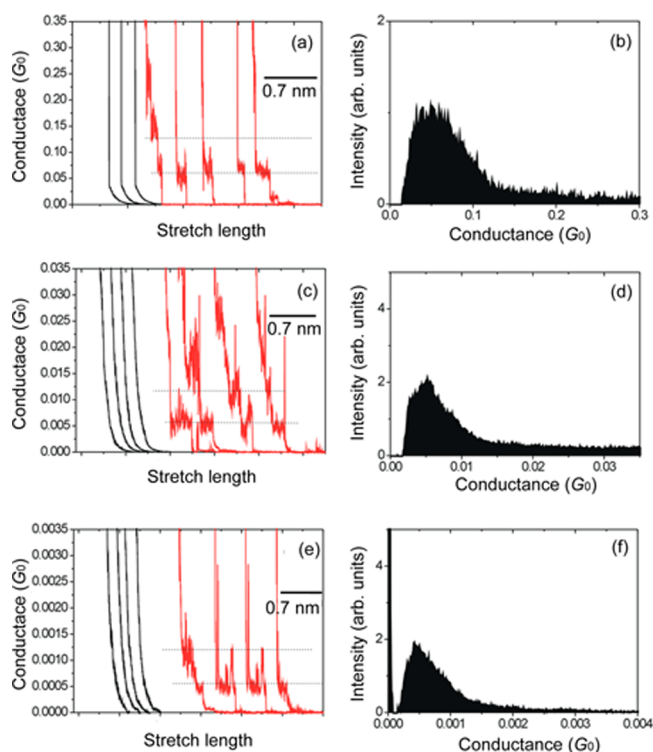 0.35
0.30
0.25
0.20
0.15
0.10
0.05
0.00
Conductace (G0)
Stretch length
(a)
0.7 nm
2
1
0
Intensity (arb. units)
(b)
0.0 0.1 0.2 0.3
Conductance (G0)
0.035
0.030
0.025
0.020
0.015
0.010
0.005
0.000
Conductace (G0)
Stretch length
(c)
0.7 nm
4
2
0
Intensity (arb. units)
(d)
0.00 0.01 0.02 0.03
Conductance (G0)
0.0035
0.0030
0.0025
0.0020
0.0015
0.0010
0.0005
0.0000
Conductace (G0)
Stretch length
(e)
0.7 nm
4
2
0
Intensity (arb. units)
(f)
0.000 0.001 0.002 0.003 0.004
Conductance (G0)